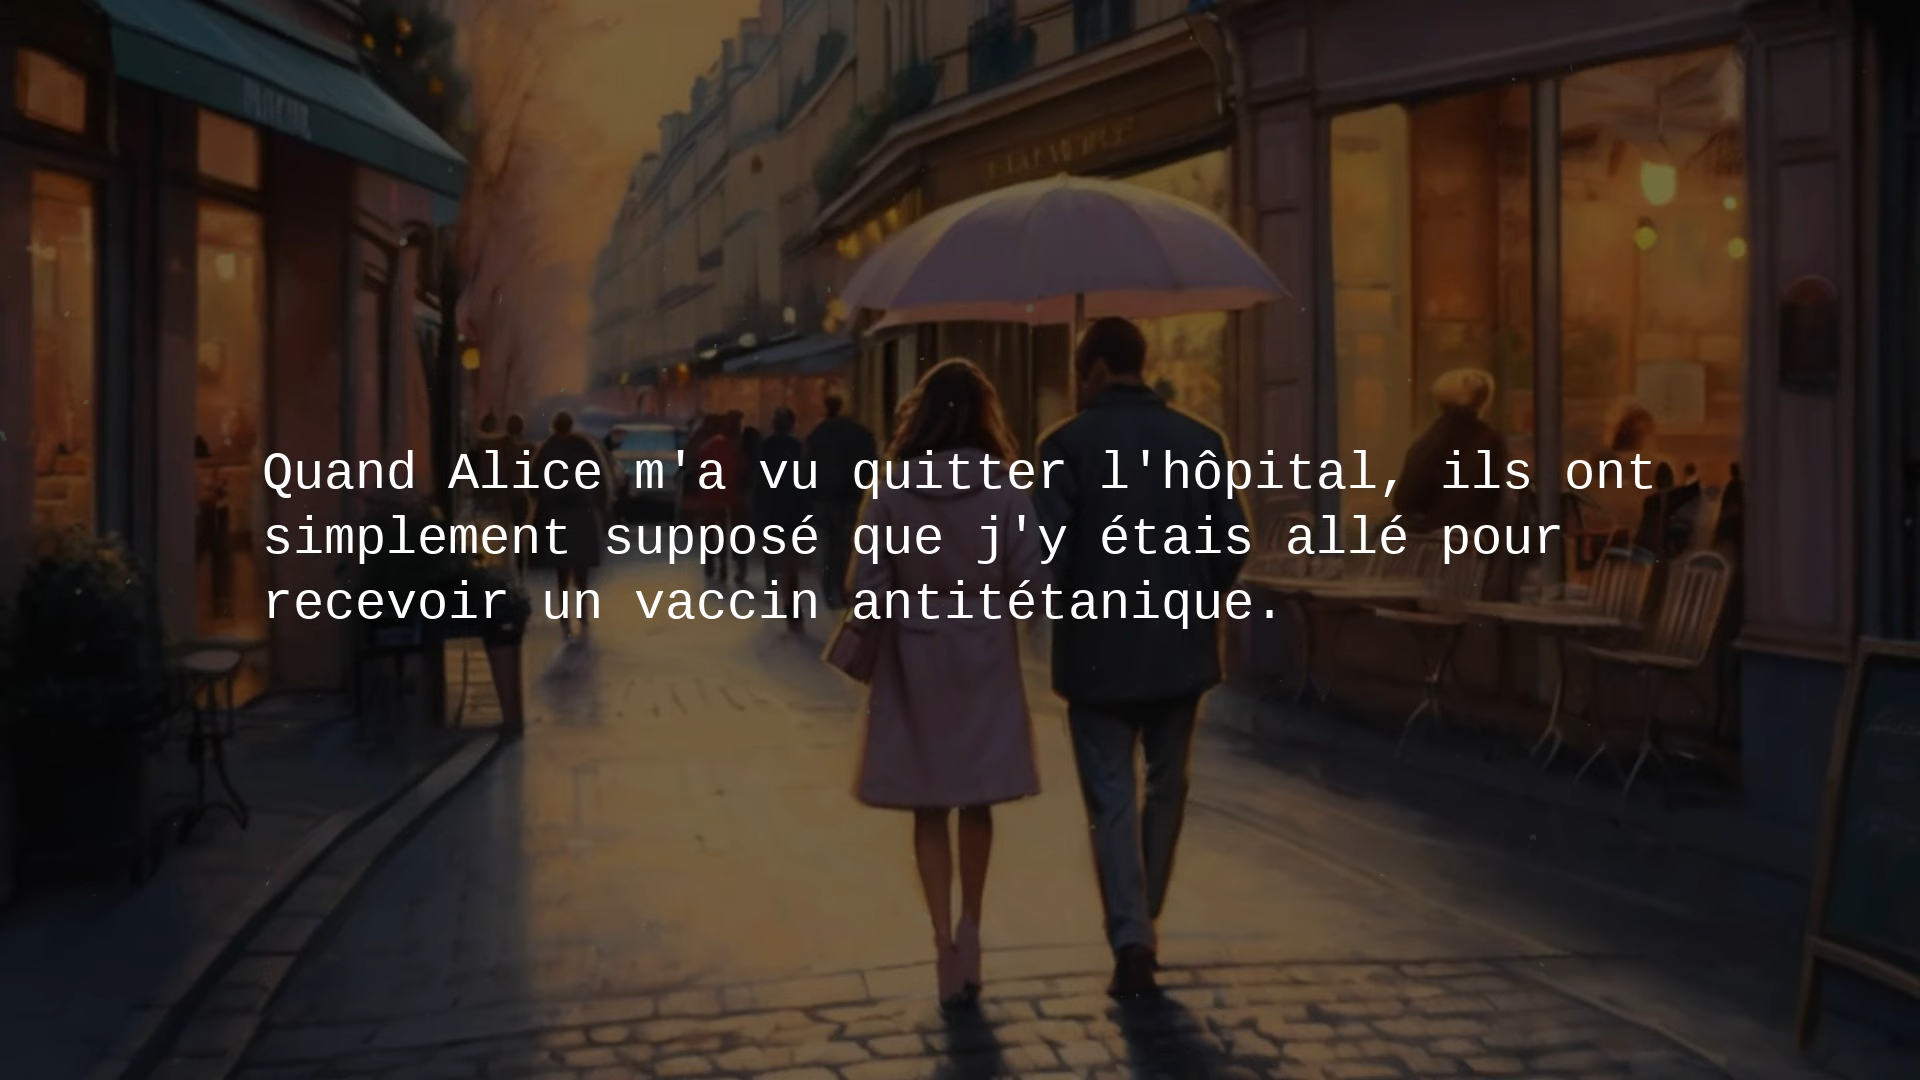 Quand Alice m'a vu quitter l'hôpital, ils ont
simplement supposé que j'y étais allé pour
recevoir un vaccin antitétanique.